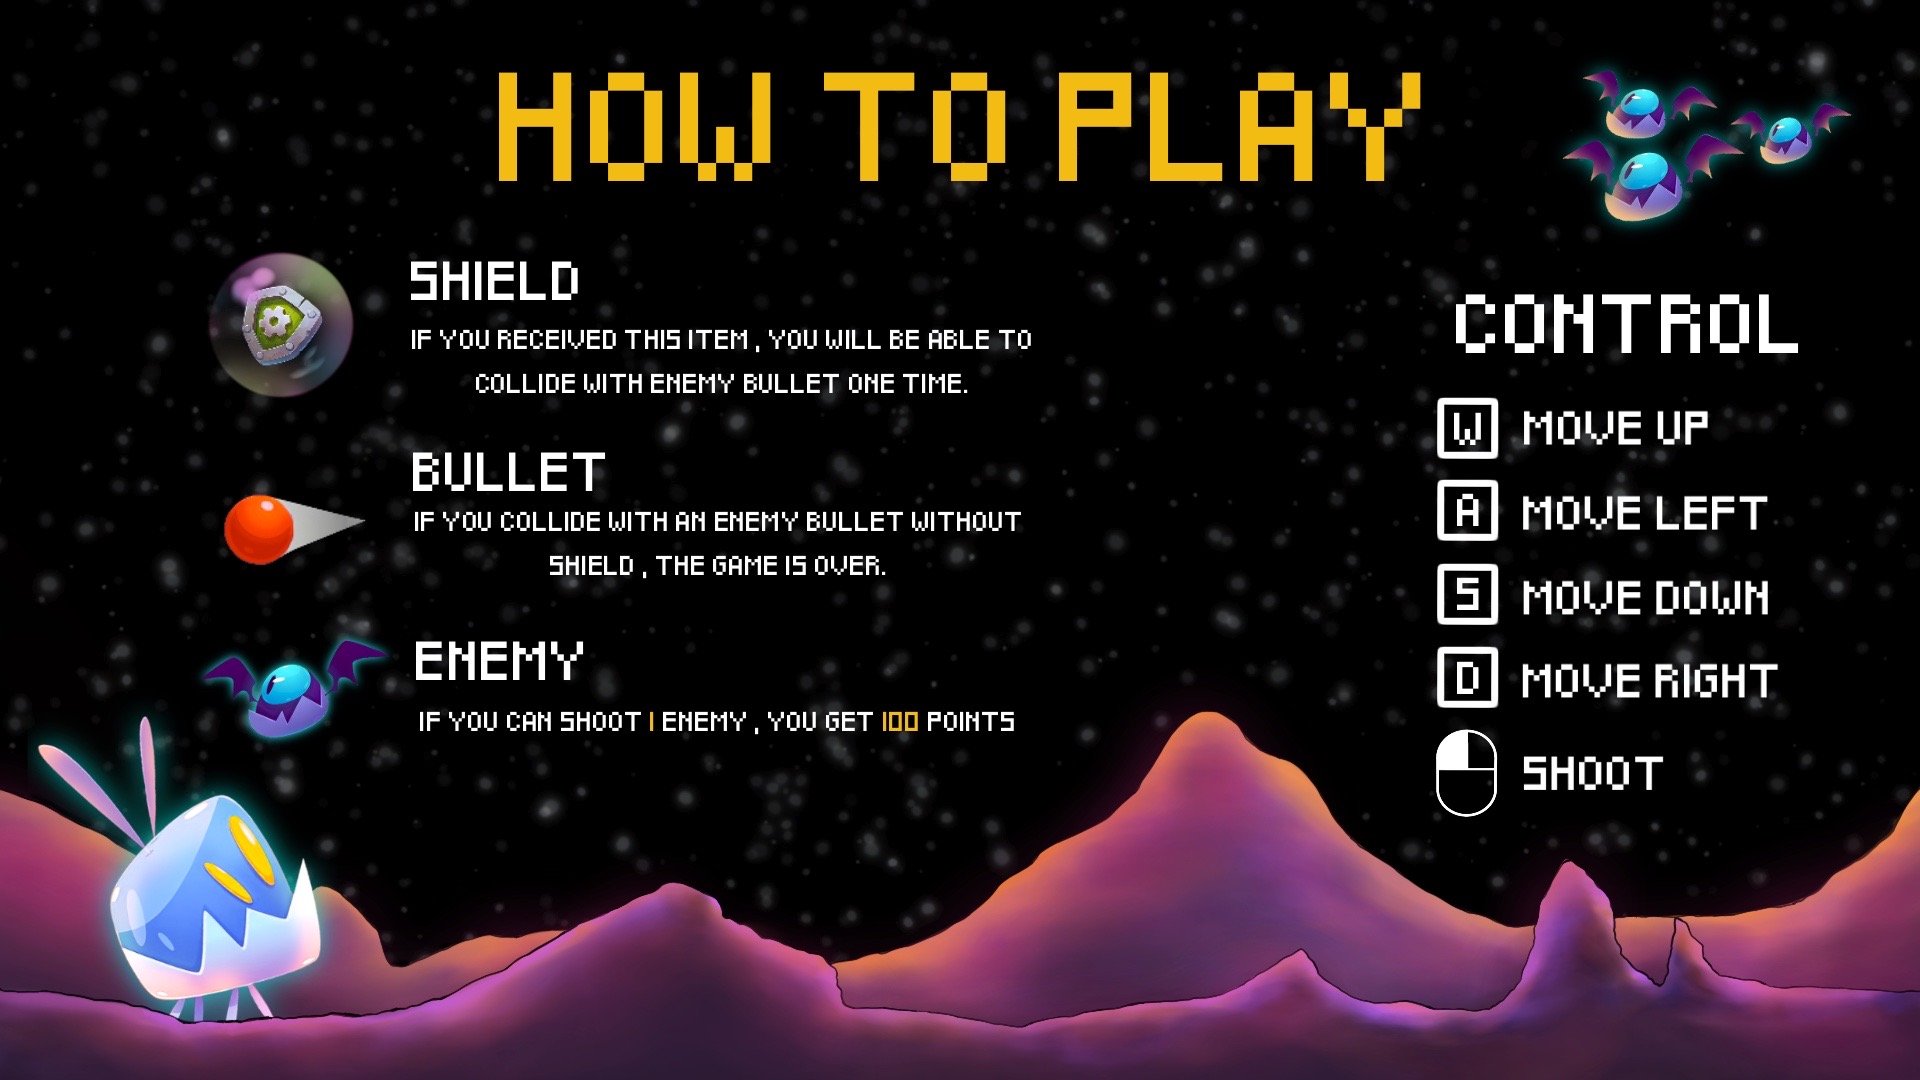 HOW TO PLAY
SHIELD
IF YOU RECEIVED THIS ITEM , YOU WILL BE ABLE TO
COLLIDE WITH ENEMY BULLET ONE TIME.
BULLET
IF YOU COLLIDE WITH AN ENEMY BULLET WITHOUT
SHIELD , THE GAME IS OVER.
ENEMY
IF YOU CAN SHOOT 1 ENEMY , YOU GET 100 POINTS
CONTROL
W MOVE UP
A MOVE LEFT
S MOVE DOWN
D MOVE RIGHT
SHOOT